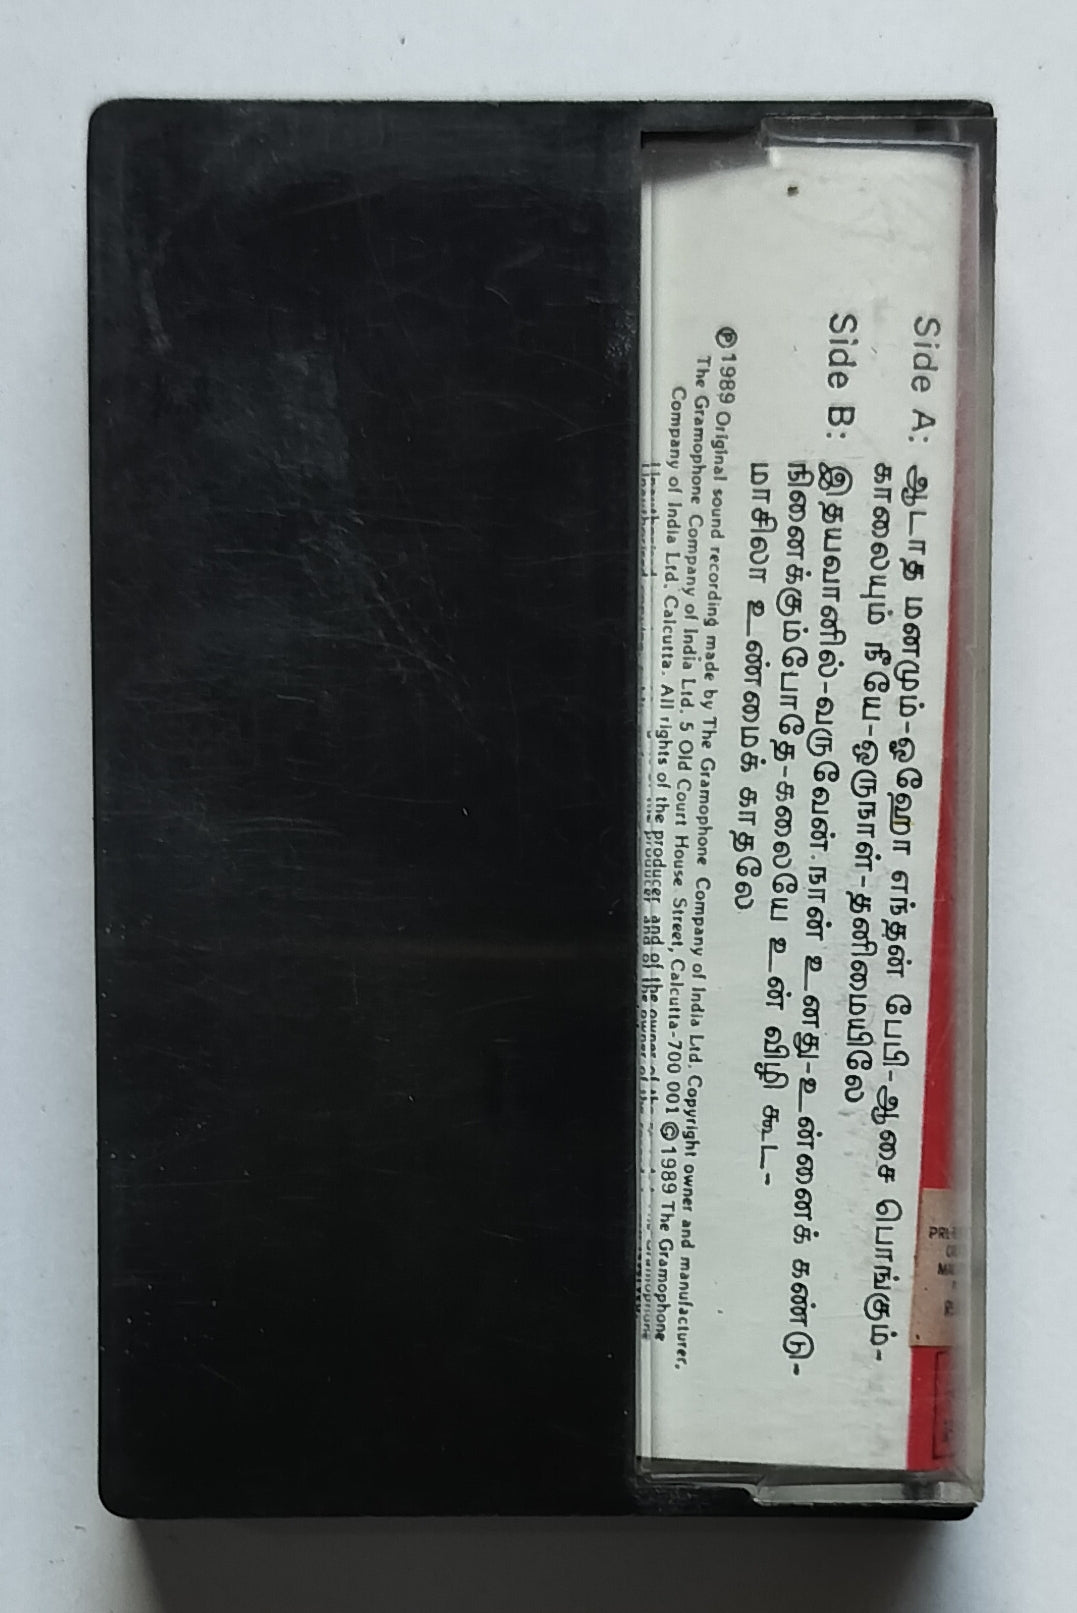 Side A: ஆடாத மனமும்-ஓஹோ எந்தன் பேபி-ஆசை பொங்கும்-
காலையும் நீயே-ஒருநாள்-தனிமையிலே
Side B: இதயவானில்-வருவேன்.நான் உனது-உன்னைக் கண்டு-
நினைக்கும்போதே-கலையே உன் விழி கூட-
மாசிலா உண்மைக் காதலே
℗1989 Original sound recording made by The Gramophone Company of India Ltd. Copyright owner and manufacturer,
The Gramophone Company of India Ltd. 5 Old Court House Street, Calcutta-700 001 ©1989 The Gramophone
Company of India Ltd. Calcutta. All rights of the producer and of the owner of the